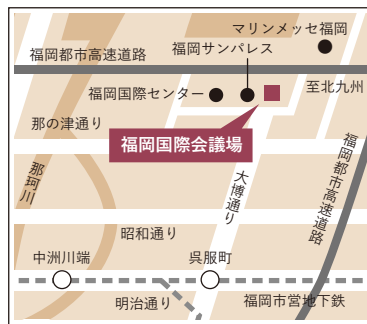 マリンメッセ福岡
福岡サンパレス
福岡都市高速道路
福岡国際センター
至北九州
那の津通り
福岡国際会議場
那珂川
大博通り
福岡都市高速道路
昭和通り
中洲川端
呉服町
明治通り
福岡市営地下鉄